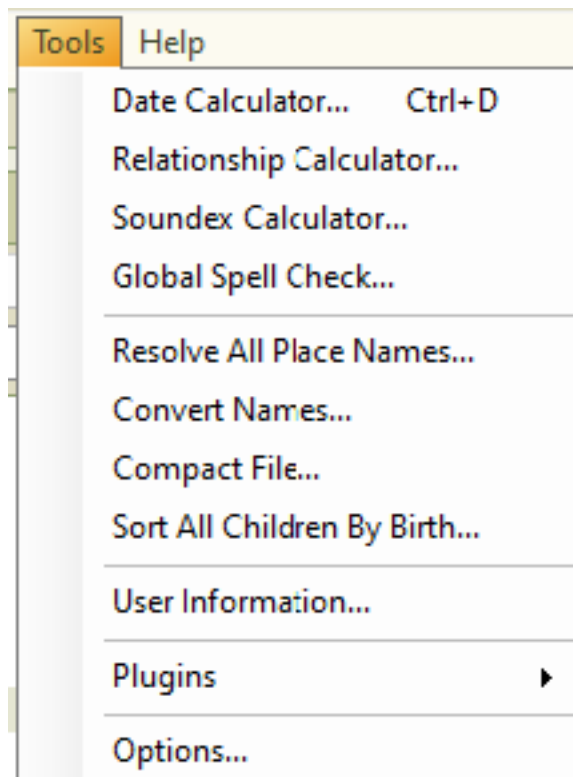 Tools Help
Date Calculator... Ctrl+D
Relationship Calculator...
Soundex Calculator...
Global Spell Check...
Resolve All Place Names...
Convert Names...
Compact File...
Sort All Children By Birth...
User Information...
Plugins
Options...